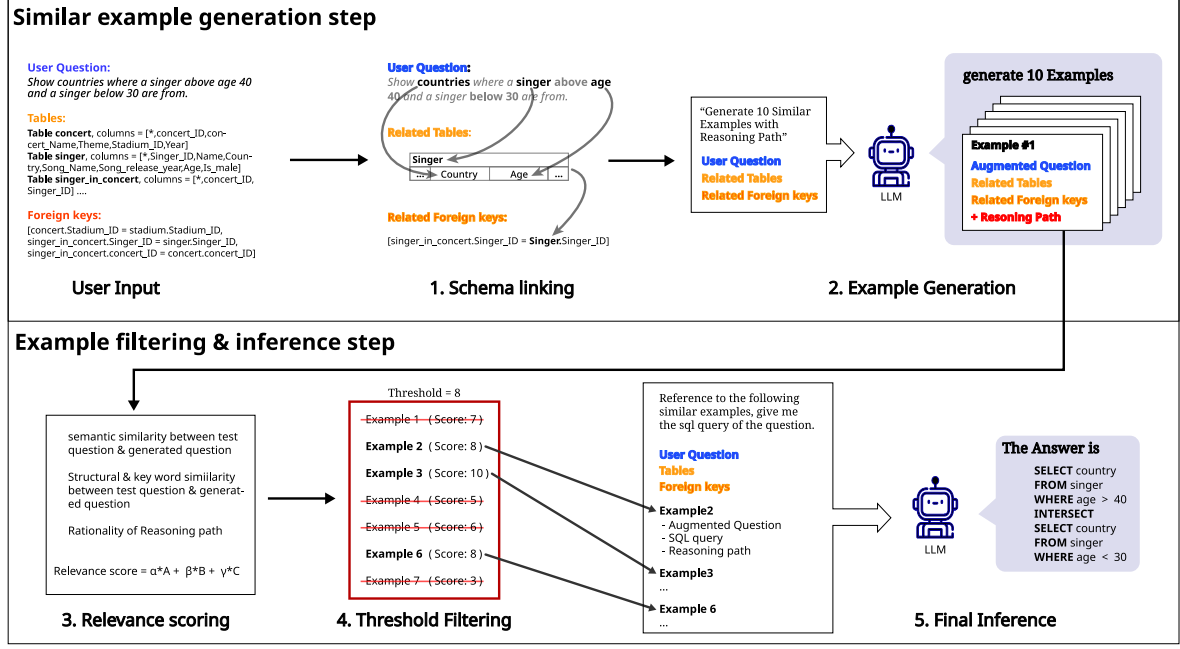 Similar example generation step
User Question:
Show countries where a singer above age 40
and a singer below 30 are from.
Tables:
Table concert, columns = [*,concert_ID,con-
cert_Name,Theme,Stadium_ID,Year]
Table singer, columns = [*,Singer_ID,Name,Coun-
try,Song_Name,Song_release_year,Age,Is_male]
Table singer_in_concert, columns = [*,concert_ID,
Singer_ID] ....
Foreign keys:
[concert.Stadium_ID = stadium.Stadium_ID,
singer_in_concert.Singer_ID = singer.Singer_ID,
singer_in_concert.concert_ID = concert.concert_ID]
User Input
User Question:
Show countries where a singer above age
40 and a singer below 30 are from.
Related Tables:
Singer
... Country Age ...
Related Foreign keys:
[singer_in_concert.Singer_ID = Singer.Singer_ID]
1. Schema linking
“Generate 10 Similar
Examples with
Reasoning Path”
User Question
Related Tables
Related Foreign keys
LLM
generate 10 Examples
Example #1
Augmented Question
Related Tables
Related Foreign keys
+ Resoning Path
2. Example Generation
Example filtering & inference step
semantic similarity between test
question & generated question
Structural & key word simiilarity
between test question & generat-
ed question
Rationality of Reasoning path
Relevance score = α*A + β*B + γ*C
3. Relevance scoring
Threshold = 8
Example 1 ( Score: 7 )
Example 2 ( Score: 8 )
Example 3 ( Score: 10 )
Example 4 ( Score: 5 )
Example 5 ( Score: 6 )
Example 6 ( Score: 8 )
Example 7 ( Score: 3 )
4. Threshold Filtering
Reference to the following
similar examples, give me
the sql query of the question.
User Question
Tables
Foreign keys
Example2
- Augmented Question
- SQL query
- Reasoning path
Example3
...
Example 6
...
LLM
The Answer is
SELECT country
FROM singer
WHERE age > 40
INTERSECT
SELECT country
FROM singer
WHERE age < 30
5. Final Inference